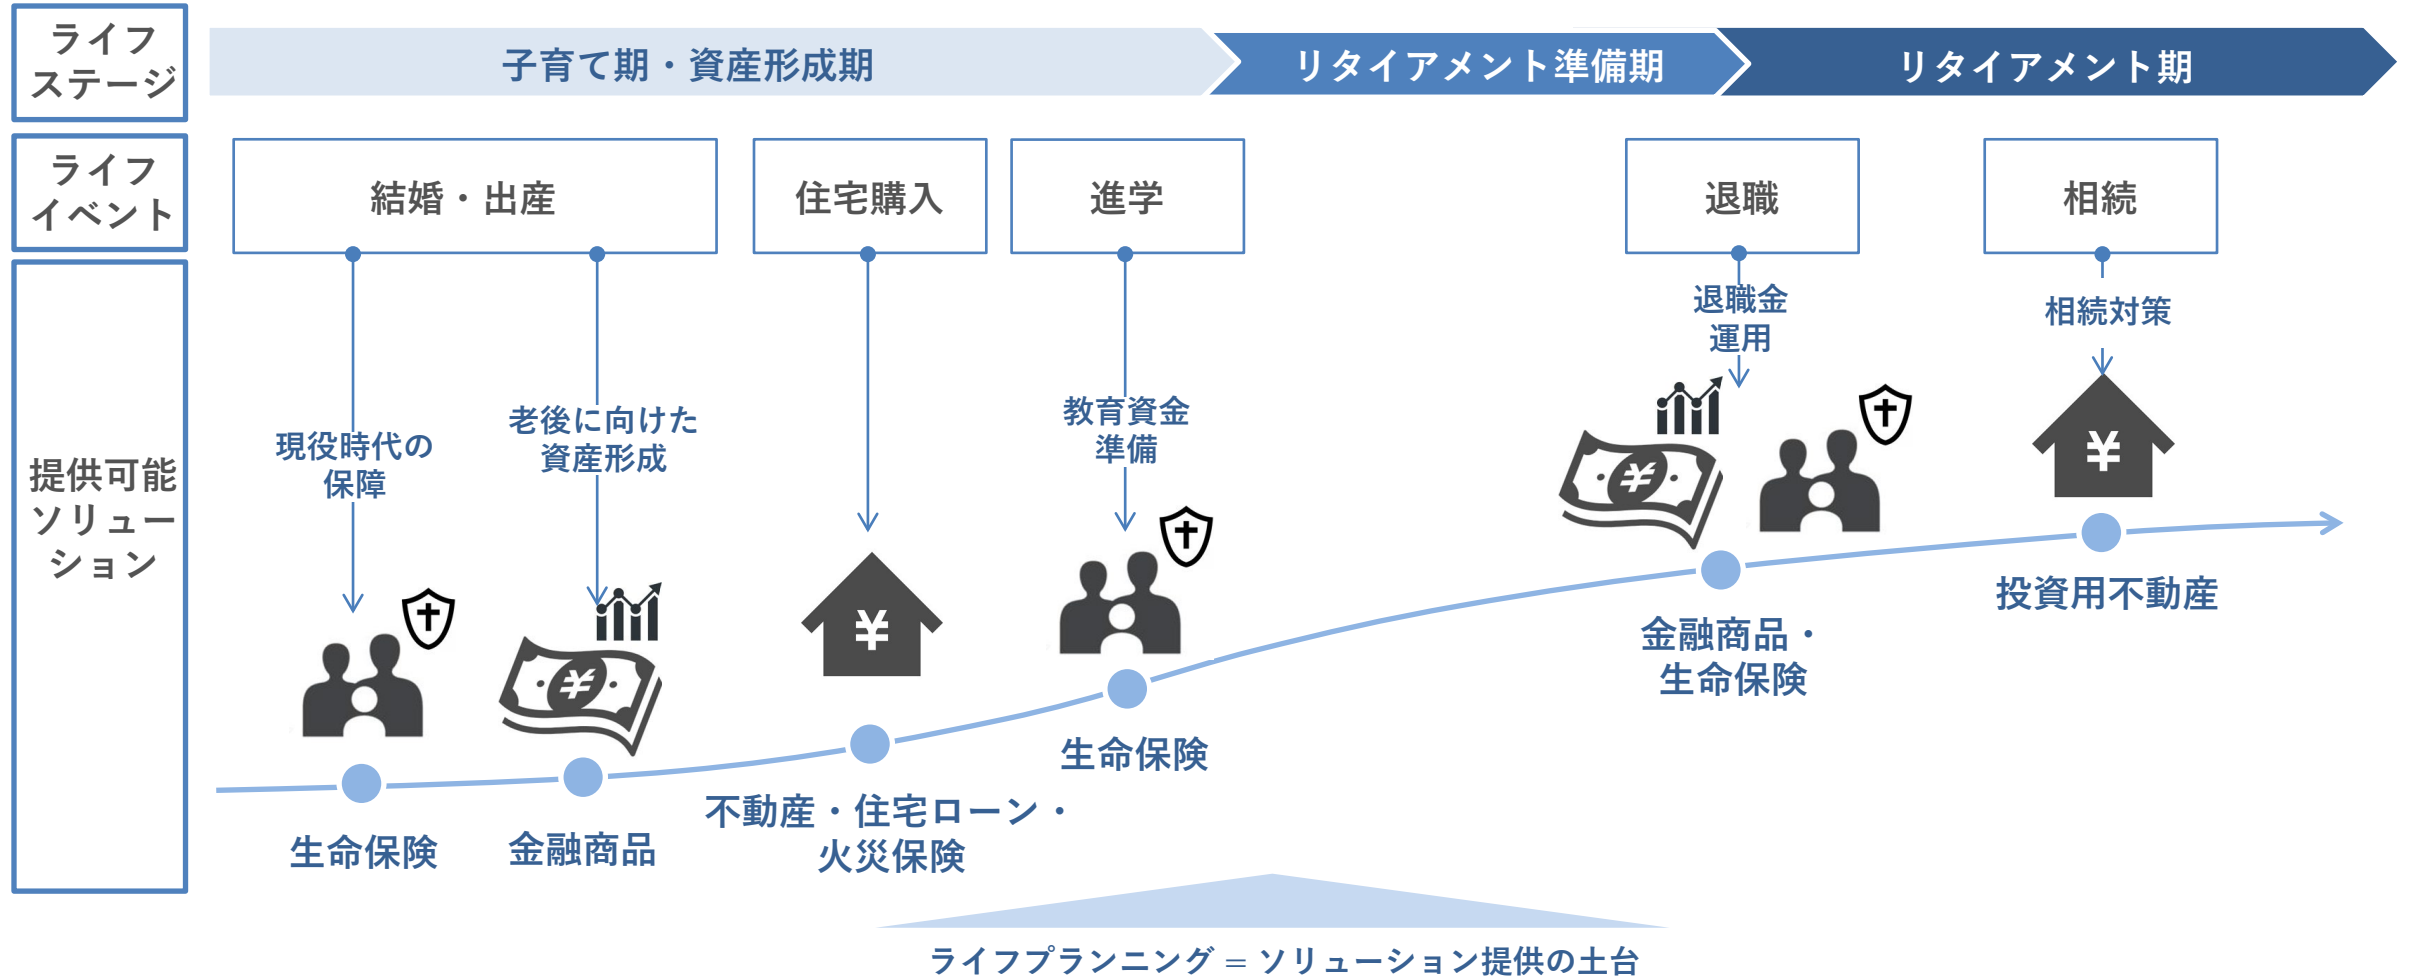 ライフ
ステージ
子育て期・資産形成期
リタイアメント準備期
リタイアメント期
ライフ
イベント
結婚・出産
住宅購入
進学
退職
相続
提供可能
ソリュー
ション
現役時代の
保障
老後に向けた
資産形成
教育資金
準備
退職金
運用
相続対策
¥
¥
¥
¥
生命保険
金融商品
不動産・住宅ローン・
火災保険
生命保険
金融商品・
生命保険
投資用不動産
ライフプランニング = ソリューション提供の土台